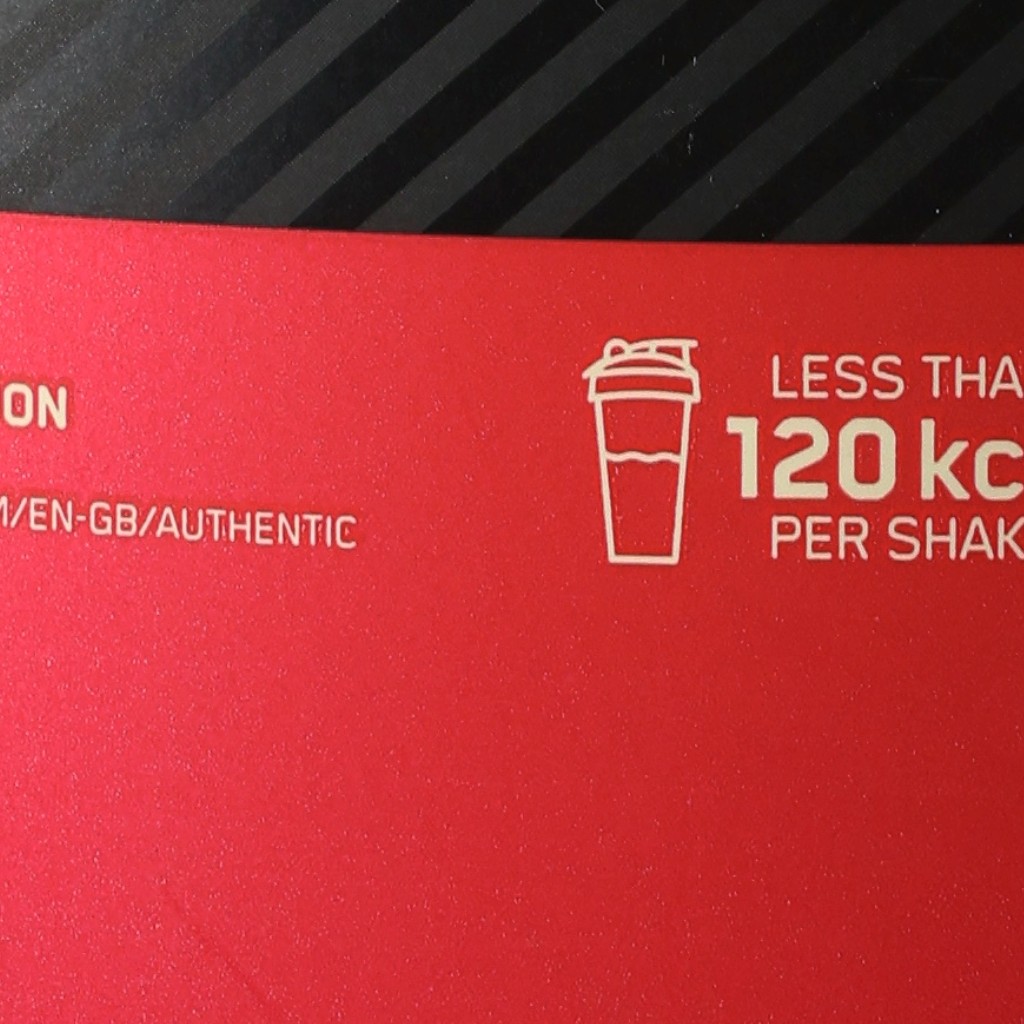 ON
M/EN-GB/AUTHENTIC
LESS THA
120 kc
PER SHAK